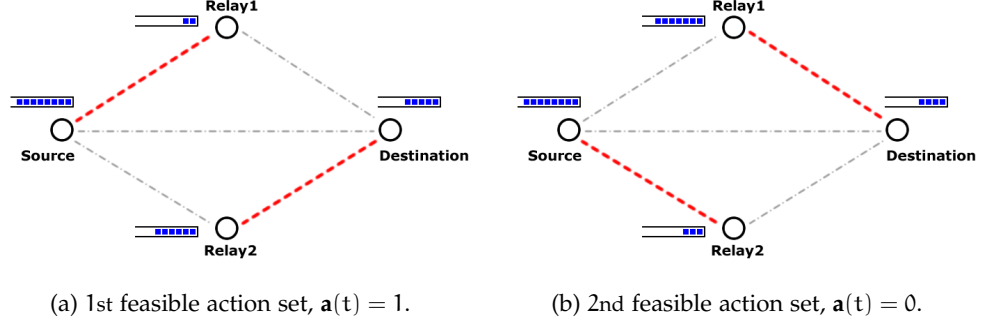 Relay1
Relay1
Source
Destination
Source
Destination
Relay2
Relay2
(a) 1st feasible action set, a(t) = 1.
(b) 2nd feasible action set, a(t) = 0.